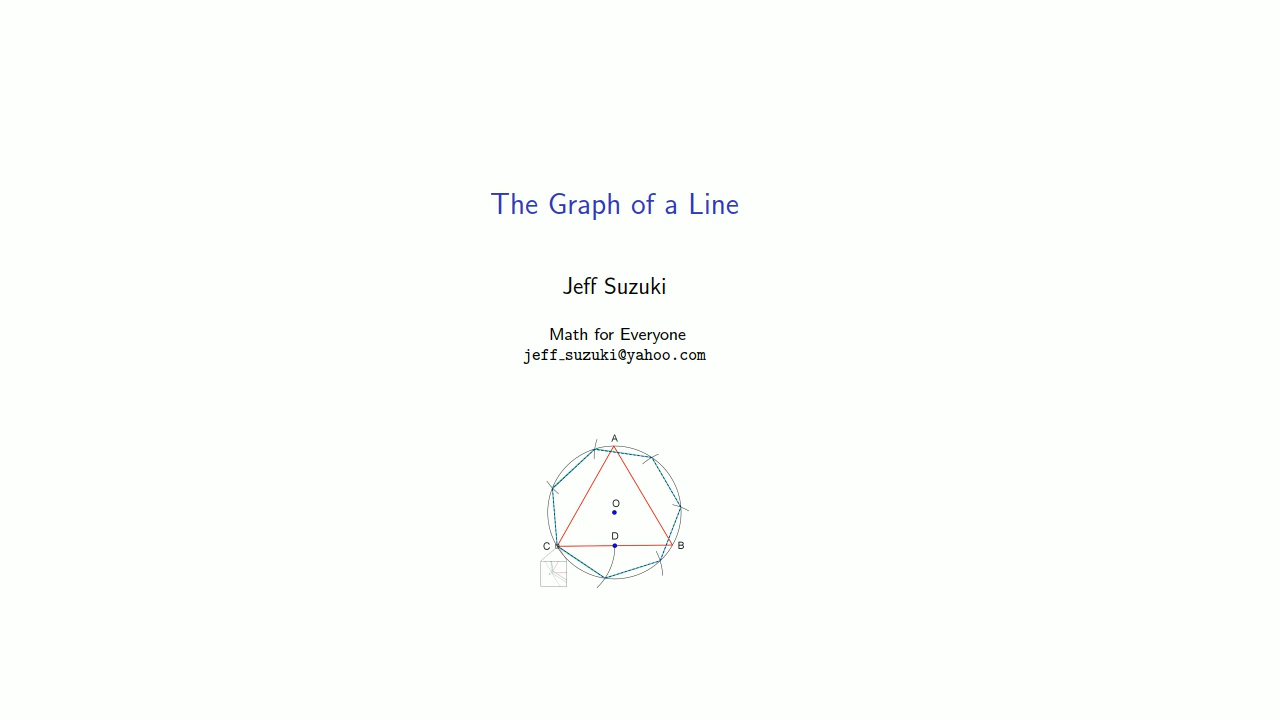 The Graph of a Line
Jeff Suzuki
Math for Everyone
jeff_suzuki@yahoo.com
A
O
D
C
B